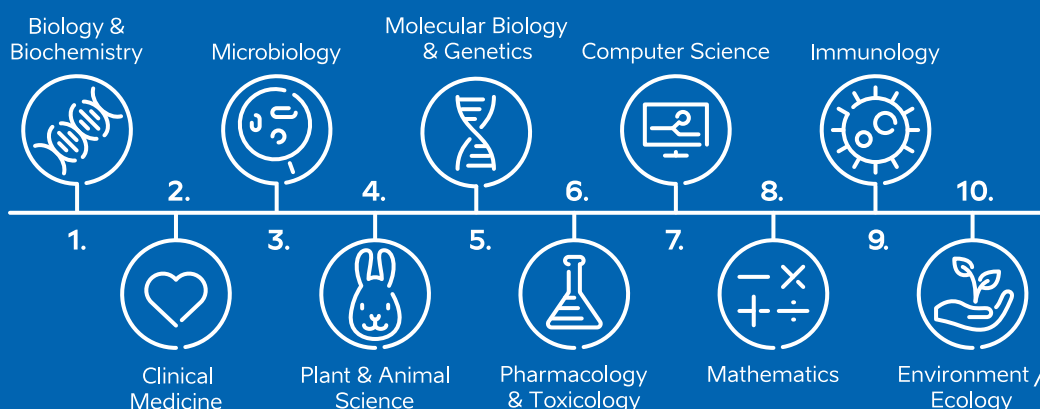 Biology &
Biochemistry
Microbiology
Molecular Biology
& Genetics
Computer Science
Immunology
2.
4.
6.
8.
10.
1.
3.
5.
7.
9.
Clinical
Medicine
Plant & Animal
Science
Pharmacology
& Toxicology
Mathematics
Environment /
Ecology